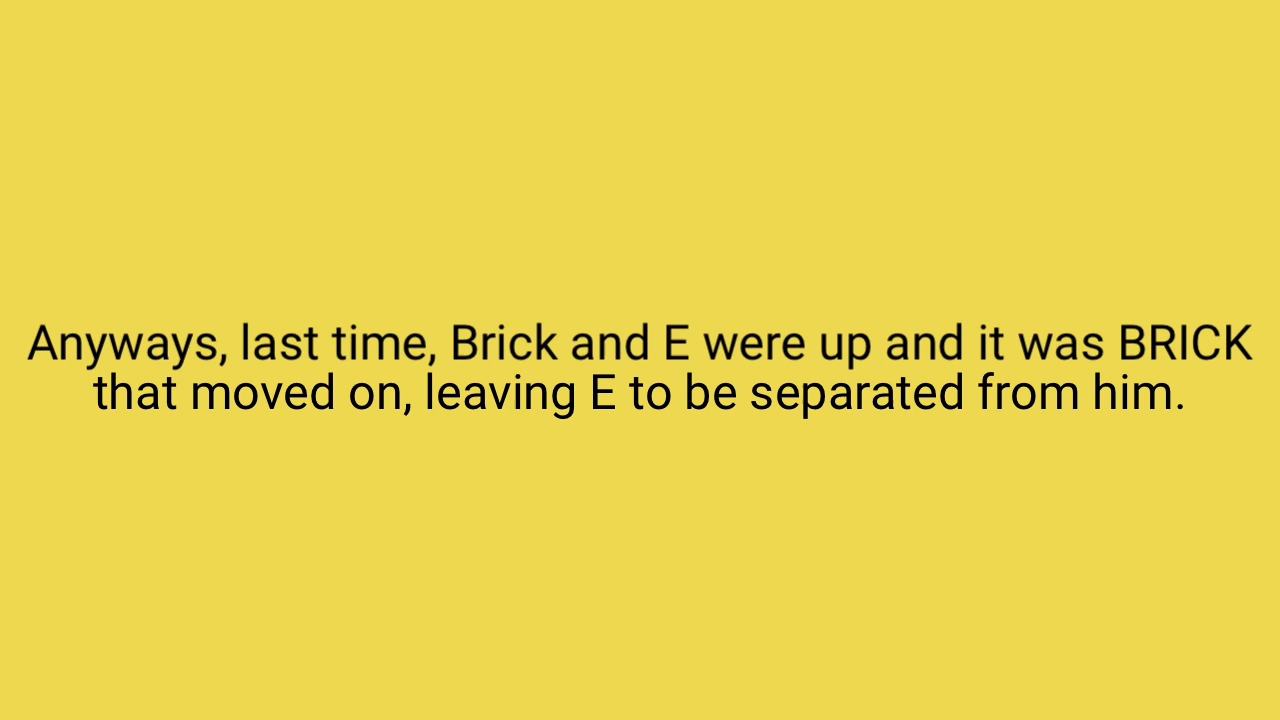 Anyways, last time, Brick and E were up and it was BRICK
that moved on, leaving E to be separated from him.